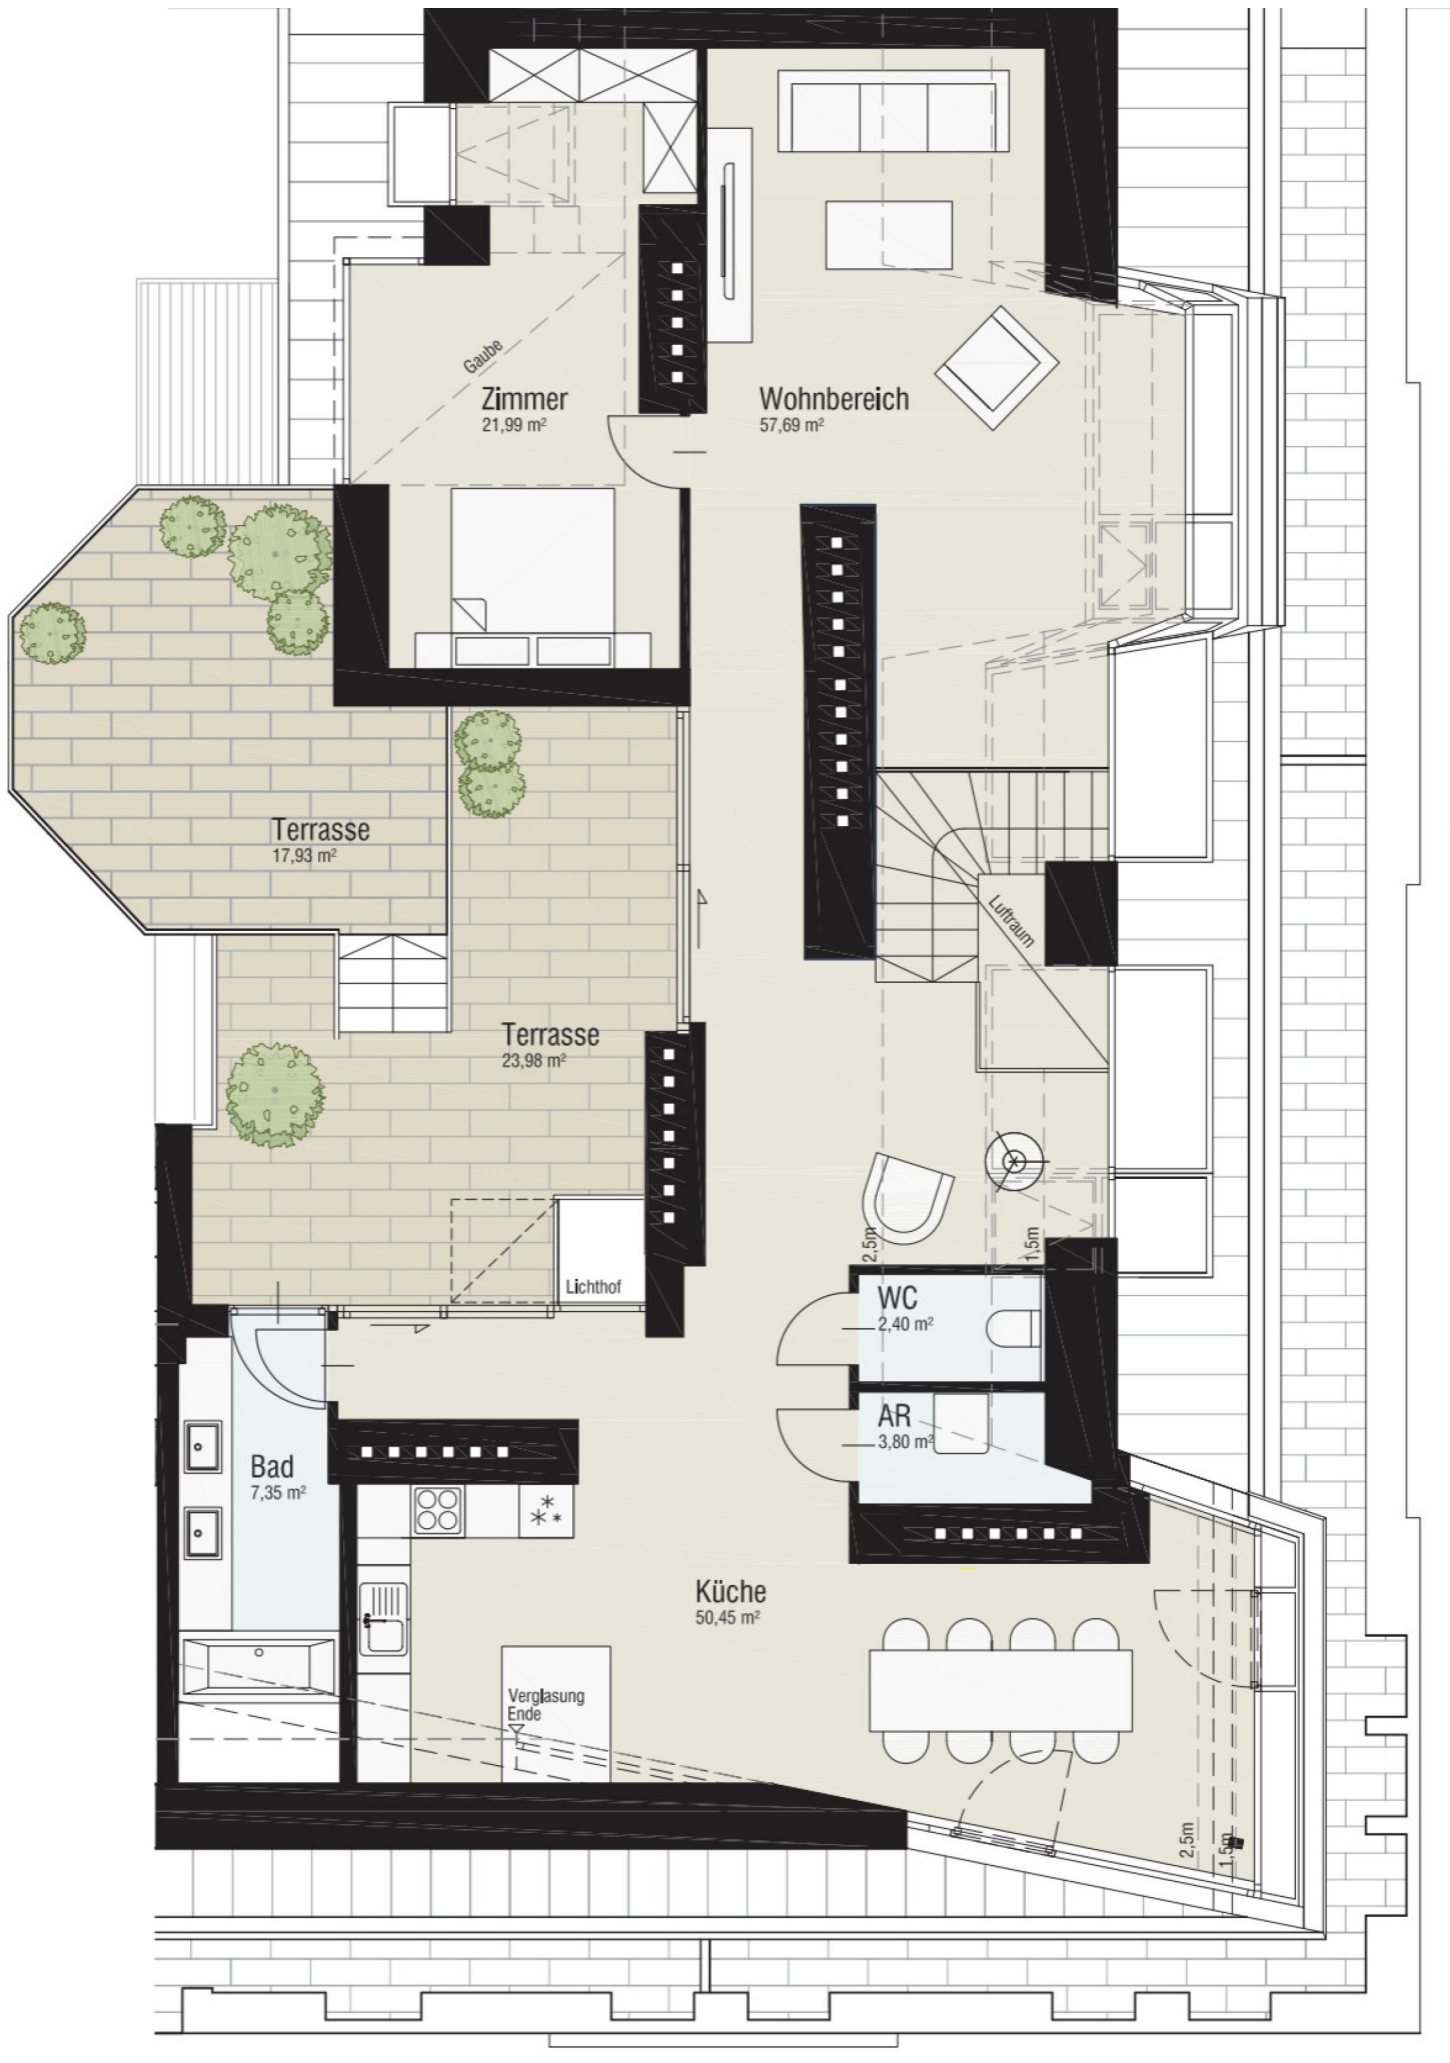 Gaube
Zimmer
21,99 m²
Wohnbereich
57,69 m²
Terrasse
17,93 m²
Luftraum
Terrasse
23,98 m²
2,5m
1,5m
Lichthof
WC
2,40 m²
AR
3,80 m²
Bad
7,35 m²
Küche
50,45 m²
Verglasung
Ende
2,5m
1,5m